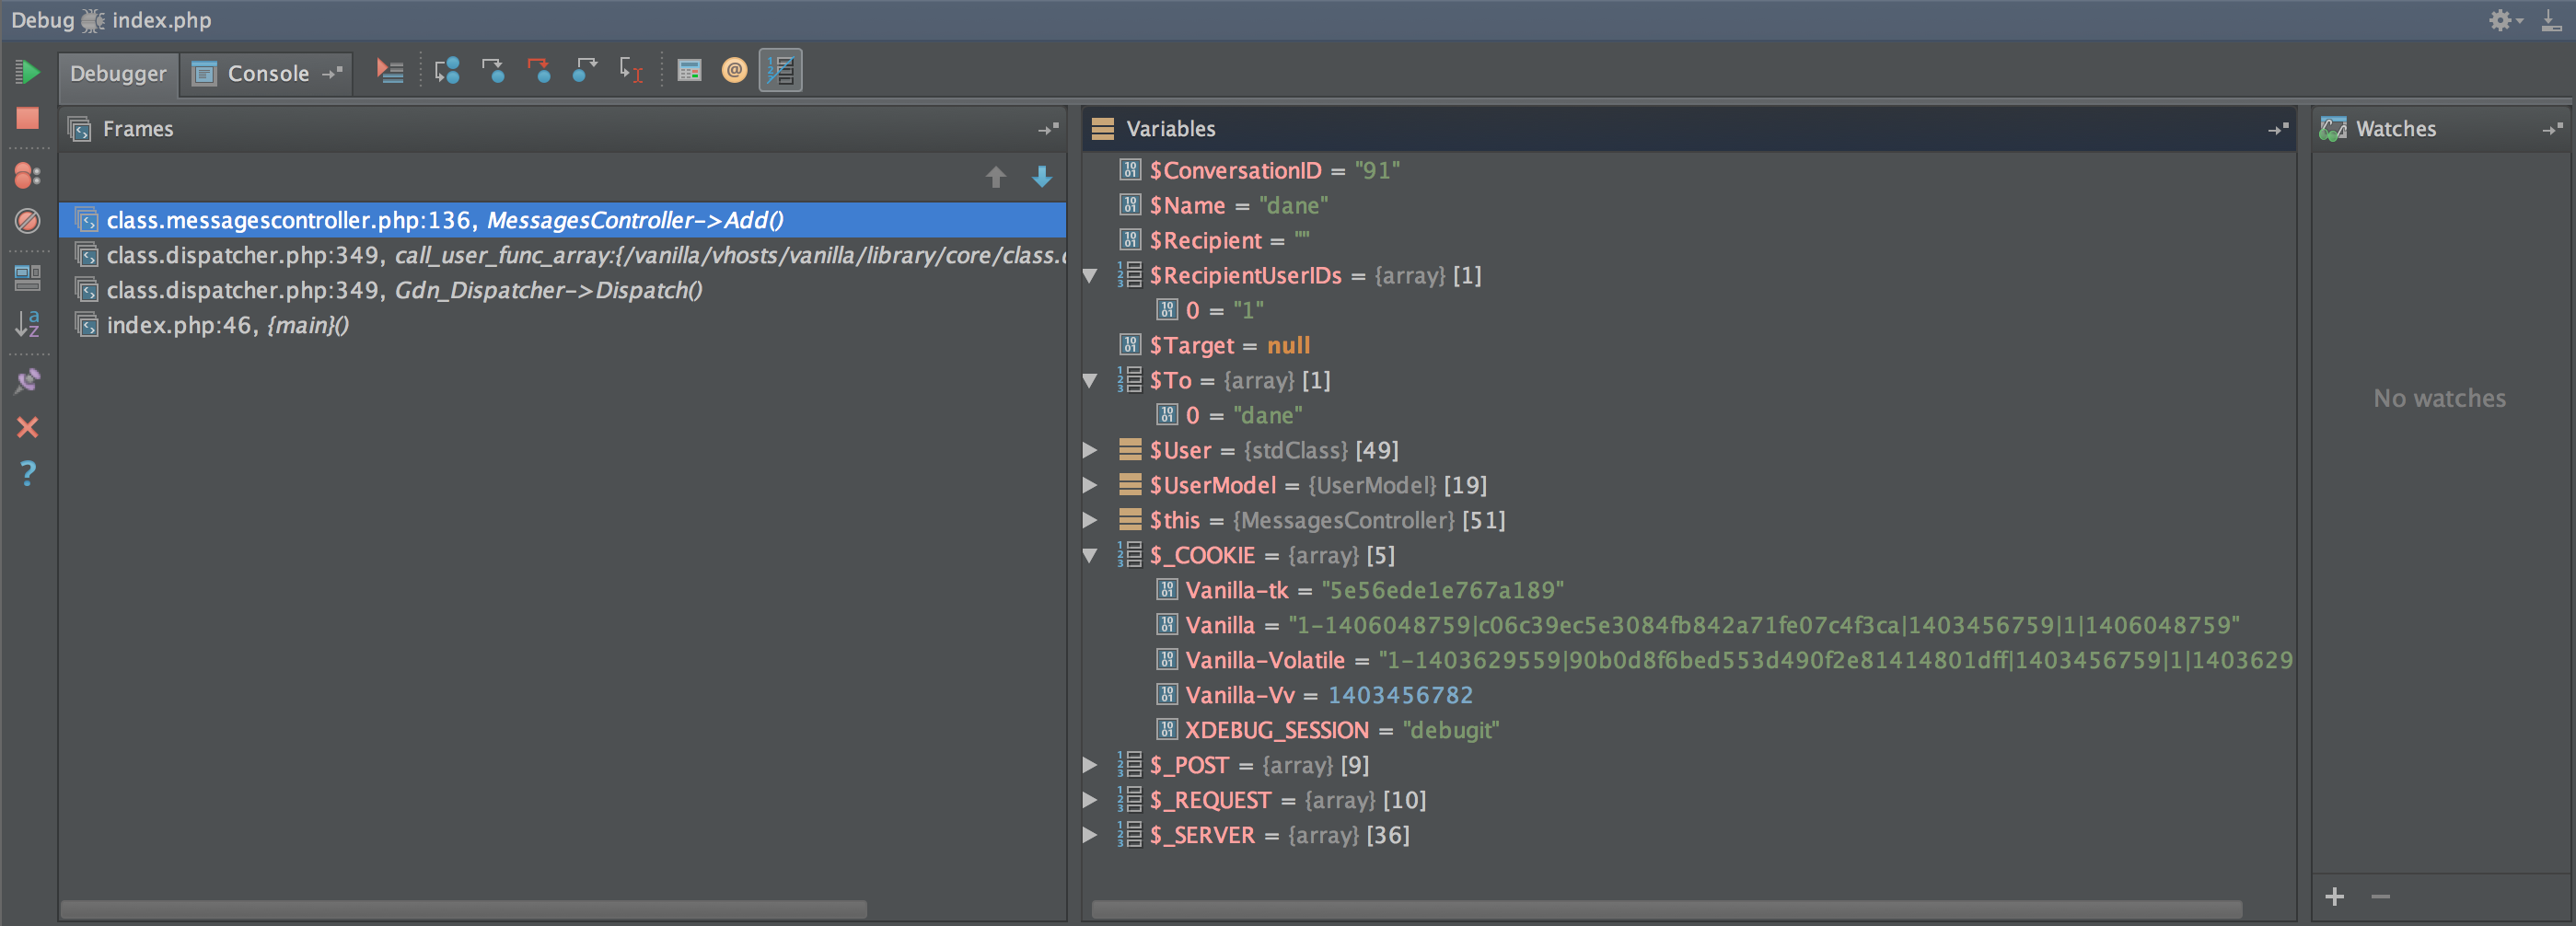 Debug index.php
Debugger Console
Frames
class.messagescontroller.php:136, MessagesController->Add()
class.dispatcher.php:349, call_user_func_array:{/vanilla/vhosts/vanilla/library/core/class.
class.dispatcher.php:349, Gdn_Dispatcher->Dispatch()
index.php:46, {main}()
Variables
$ConversationID = "91"
$Name = "dane"
$Recipient = ""
$RecipientUserIDs = {array} [1]
0 = "1"
$Target = null
$To = {array} [1]
0 = "dane"
$User = {stdClass} [49]
$UserModel = {UserModel} [19]
$this = {MessagesController} [51]
$_COOKIE = {array} [5]
Vanilla-tk = "5e56ede1e767a189"
Vanilla = "1-1406048759|c06c39ec5e3084fb842a71fe07c4f3ca|1403456759|1|1406048759"
Vanilla-Volatile = "1-1403629559|90b0d8f6bed553d490f2e81414801dff|1403456759|1|1403629
Vanilla-Vv = 1403456782
XDEBUG_SESSION = "debugit"
$_POST = {array} [9]
$_REQUEST = {array} [10]
$_SERVER = {array} [36]
Watches
No watches